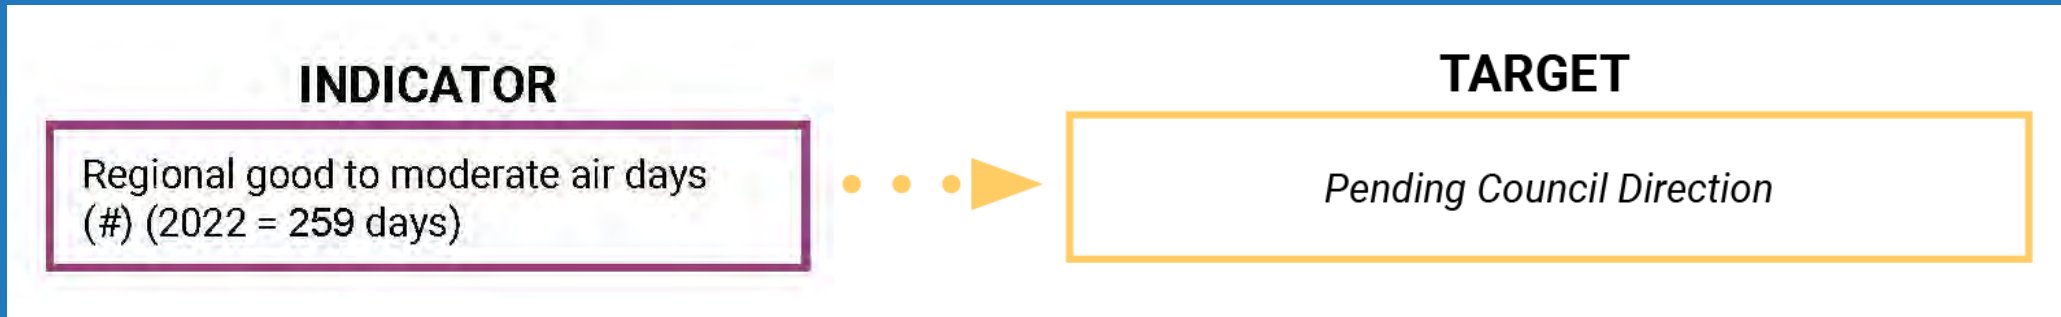 INDICATOR
Regional good to moderate air days
(#) (2022 = 259 days)
TARGET
Pending Council Direction